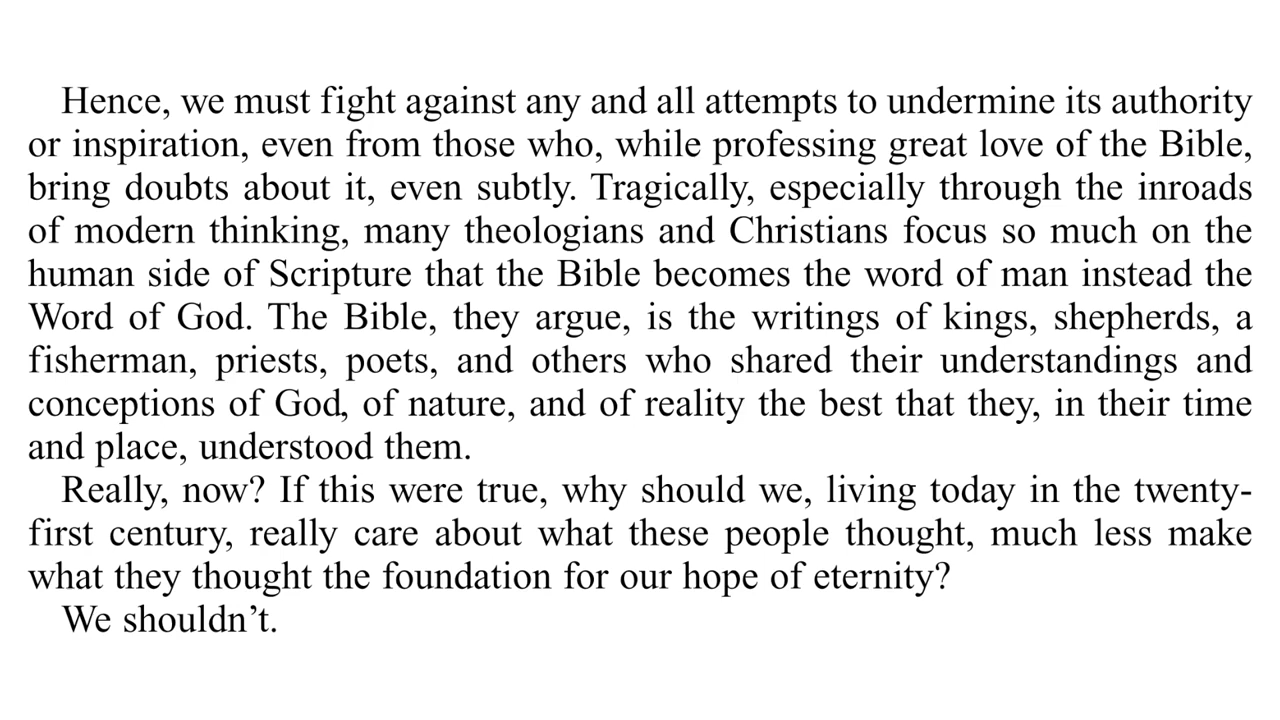 Hence, we must fight against any and all attempts to undermine its authority
or inspiration, even from those who, while professing great love of the Bible,
bring doubts about it, even subtly. Tragically, especially through the inroads
of modern thinking, many theologians and Christians focus so much on the
human side of Scripture that the Bible becomes the word of man instead the
Word of God. The Bible, they argue, is the writings of kings, shepherds, a
fisherman, priests, poets, and others who shared their understandings and
conceptions of God, of nature, and of reality the best that they, in their time
and place, understood them.
Really, now? If this were true, why should we, living today in the twenty-
first century, really care about what these people thought, much less make
what they thought the foundation for our hope of eternity?
We shouldn’t.